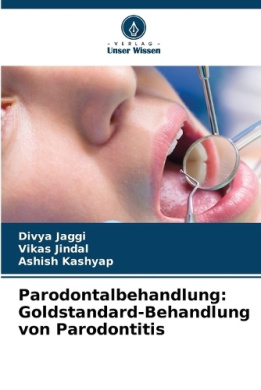 VERLAG
Unser Wissen
Divya Jaggi
Vikas Jindal
Ashish Kashyap
Parodontalbehandlung:
Goldstandard-Behandlung
von Parodontitis